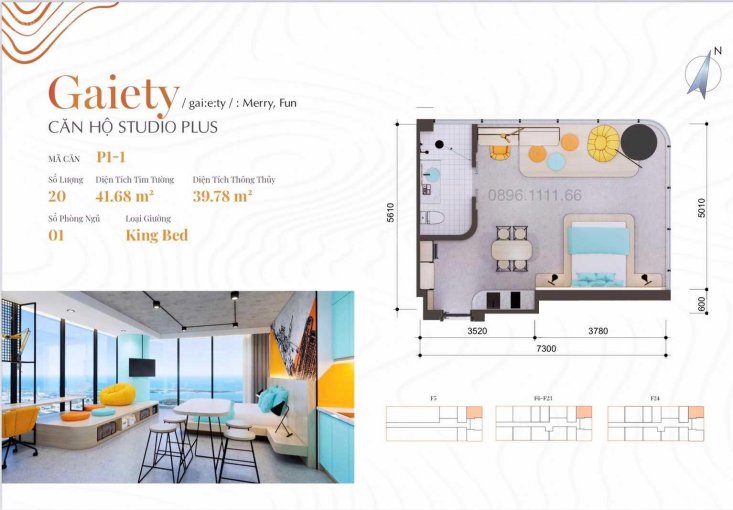 Gaiety / gai:e:ty / : Merry, Fun
CĂN HỘ STUDIO PLUS
MÃ CĂN P1-1
Số Lượng Diện Tích Tim Tường Diện Tích Thông Thủy
20 41.68 m² 39.78 m²
Số Phòng Ngủ Loại Giường
01 King Bed
N
0896.1111.66
5610
5010
600
3520 3780
7300
F5 F6-F23 F24